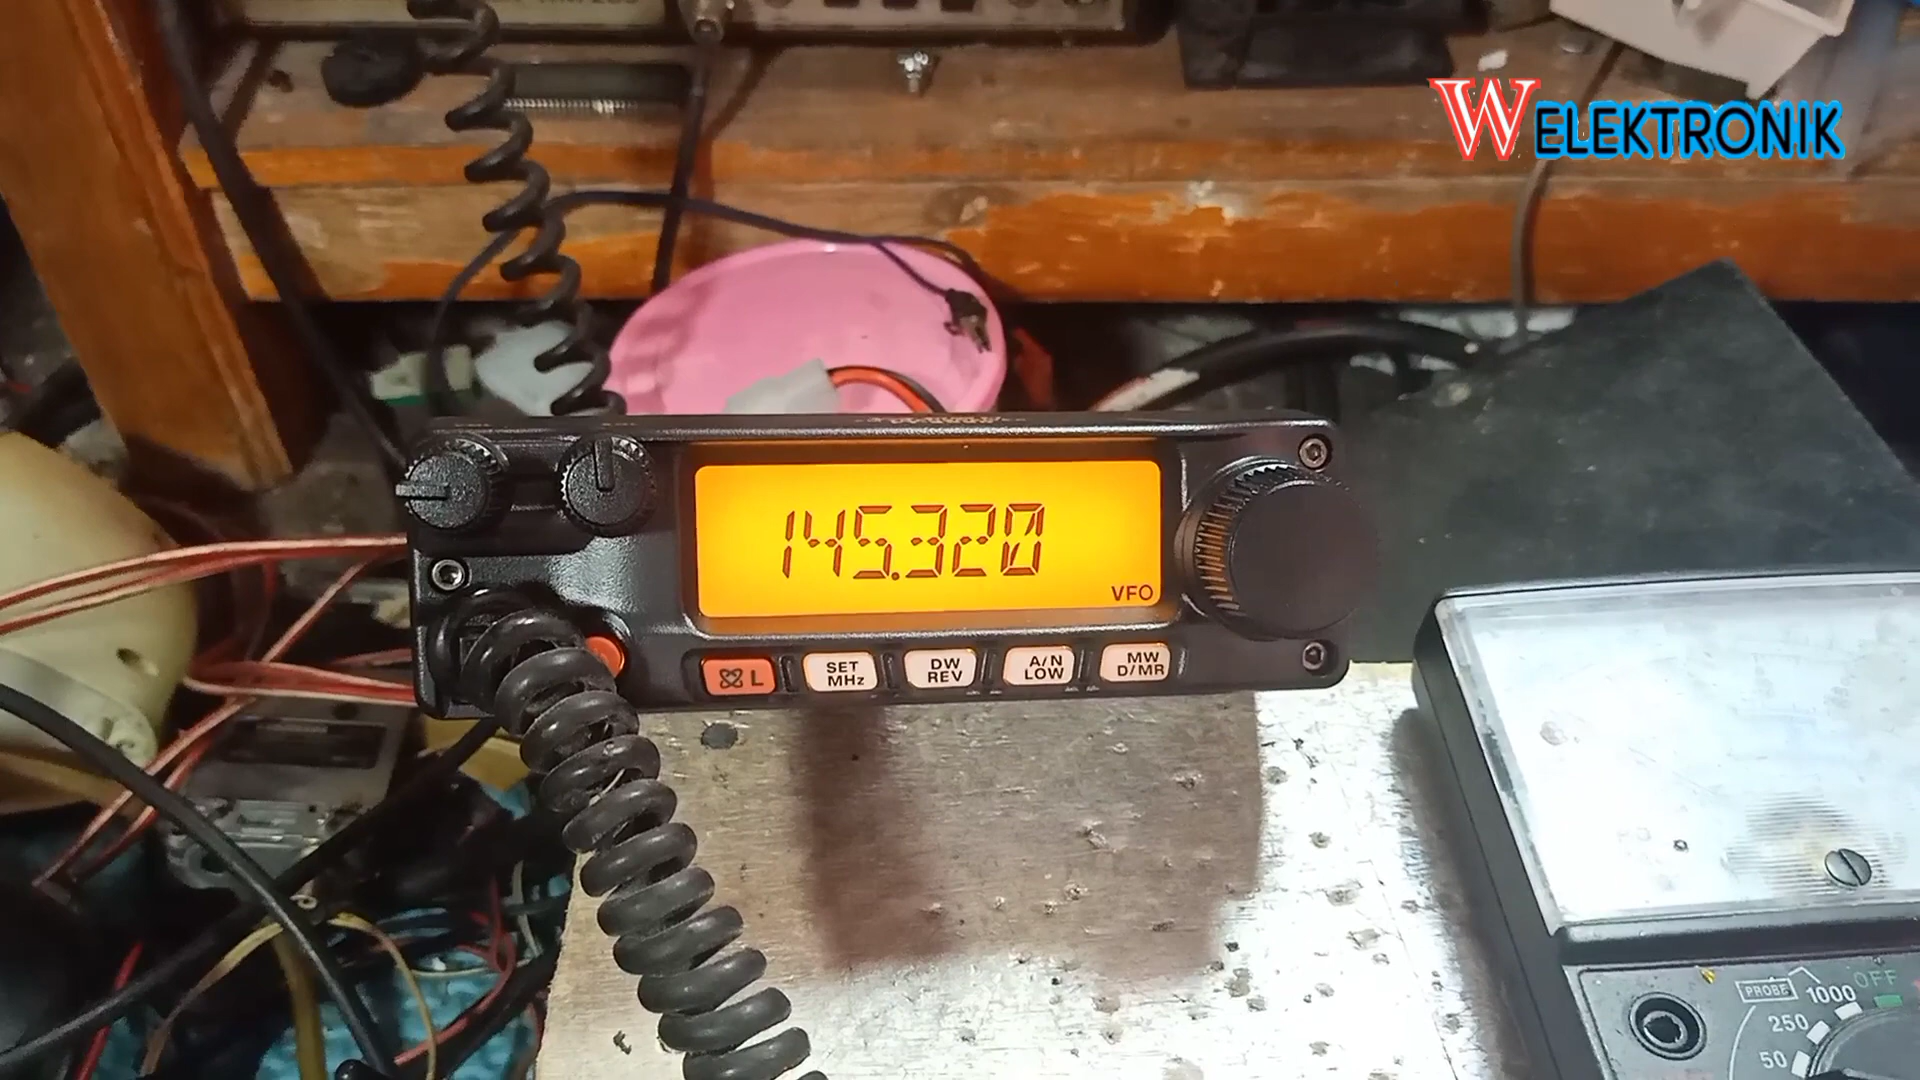 WELEKTRONIK
145.320
VFO
L
SET
MHz
DW
REV
A/N
LOW
MW
D/MR
PROBE
1000
OFF
250
50